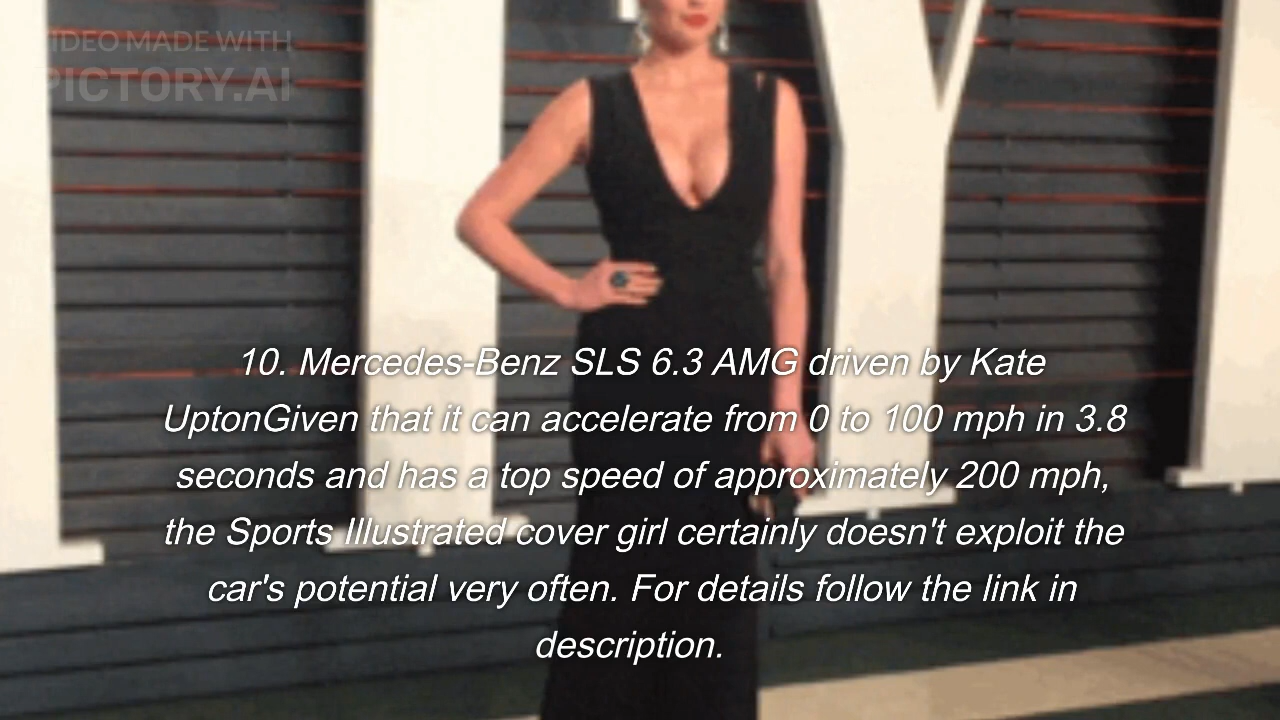 VIDEO MADE WITH
PICTORY.AI
10. Mercedes-Benz SLS 6.3 AMG driven by Kate
UptonGiven that it can accelerate from 0 to 100 mph in 3.8
seconds and has a top speed of approximately 200 mph,
the Sports Illustrated cover girl certainly doesn't exploit the
car's potential very often. For details follow the link in
description.